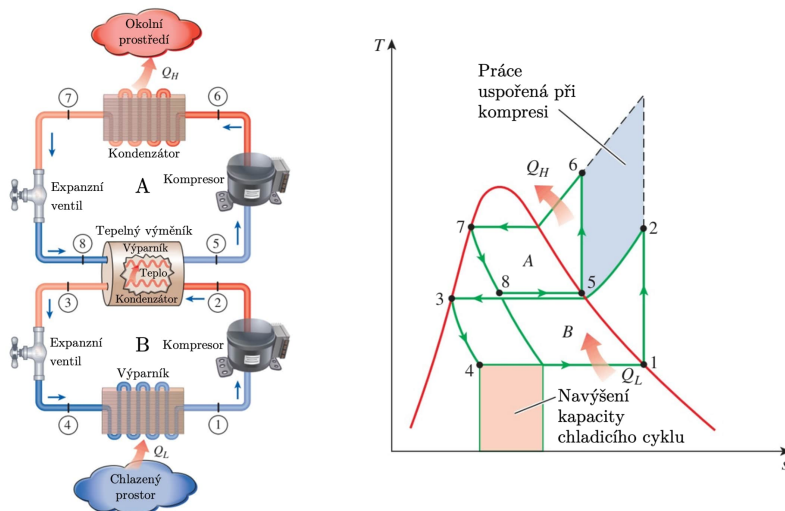 Okolní
prostředí
Q_H
7
6
Kondenzátor
Expanzní
ventil
A
Kompresor
Tepelný výměník
8
Výparník
Teplo
Kondenzátor
5
3
2
Expanzní
ventil
B
Kompresor
Výparník
4
1
Q_L
Chlazený
prostor
T
Práce
uspořená při
kompresi
Q_H
6
7
2
A
8
5
3
B
4
1
Q_L
Navýšení
kapacity
chladicího cyklu
s